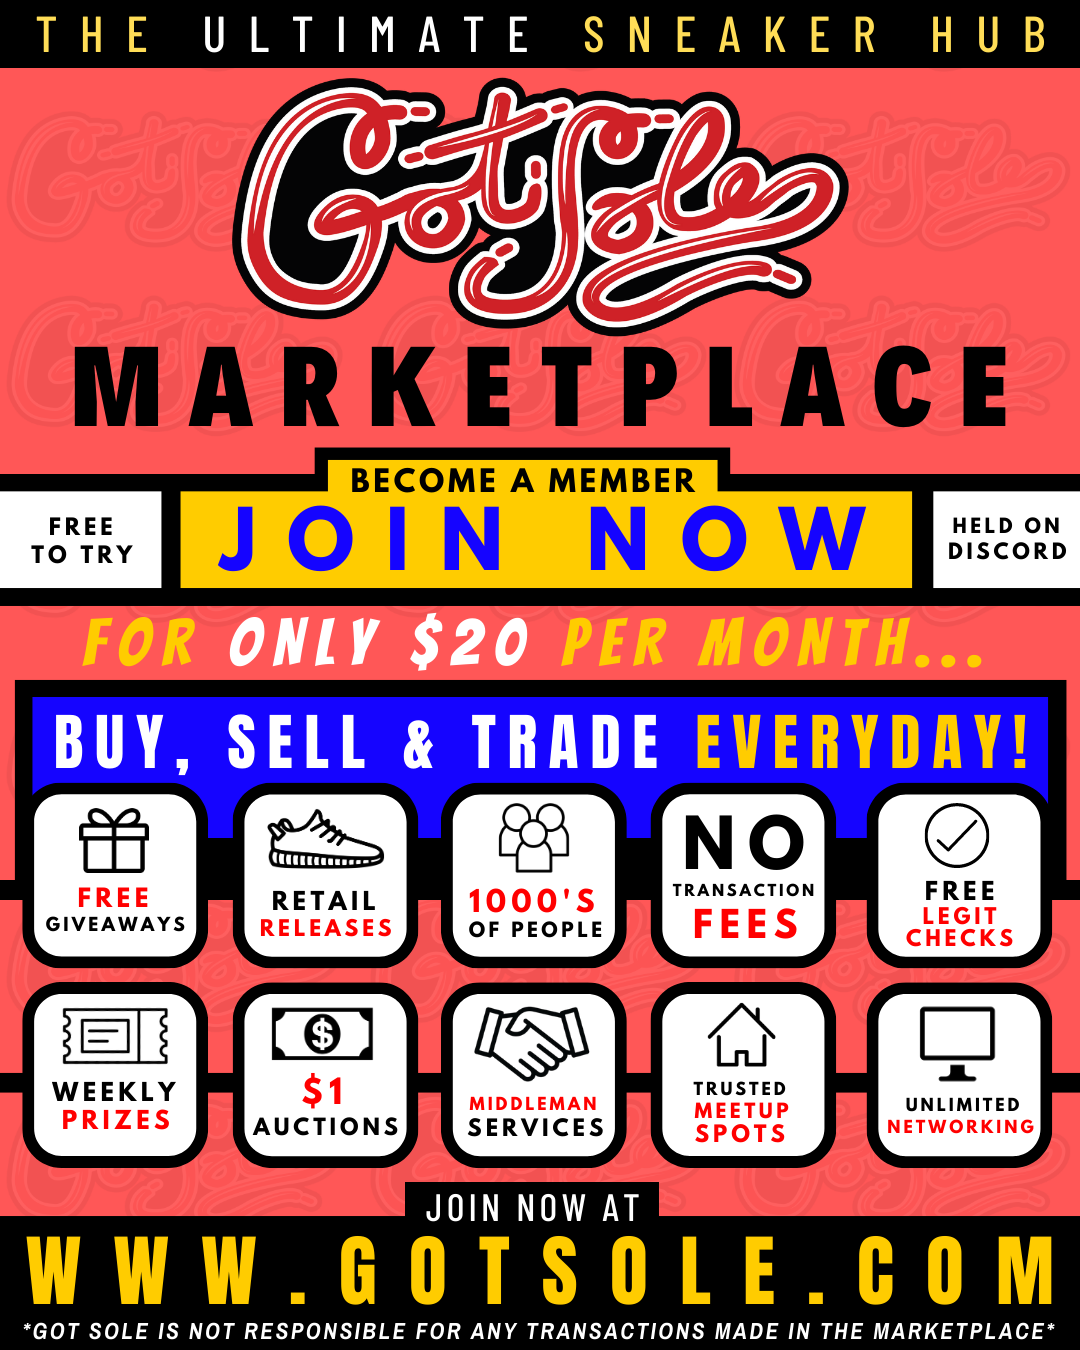 THE ULTIMATE SNEAKER HUB
Got Sole
MARKETPLACE
BECOME A MEMBER
FREE
TO TRY
JOIN NOW
HELD ON
DISCORD
FOR ONLY $20 PER MONTH...
BUY, SELL & TRADE EVERYDAY!
FREE
GIVEAWAYS
RETAIL
RELEASES
1000'S
OF PEOPLE
NO
TRANSACTION
FEES
FREE
LEGIT
CHECKS
WEEKLY
PRIZES
$
$1
AUCTIONS
MIDDLEMAN
SERVICES
TRUSTED
MEETUP
SPOTS
UNLIMITED
NETWORKING
JOIN NOW AT
WWW.GOTSOLE.COM
*GOT SOLE IS NOT RESPONSIBLE FOR ANY TRANSACTIONS MADE IN THE MARKETPLACE*